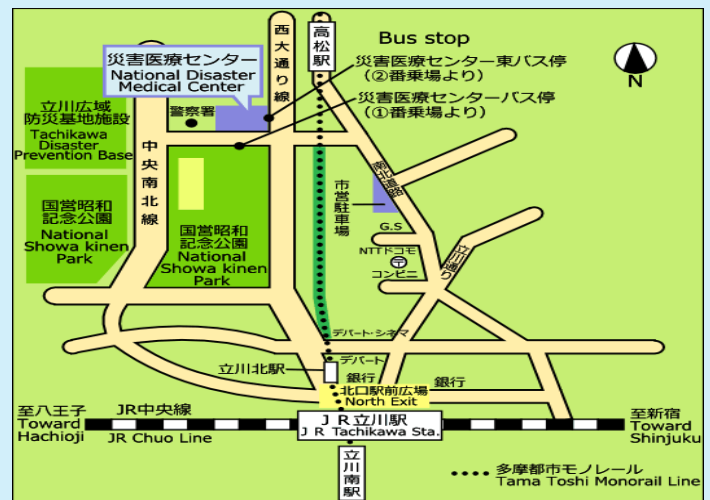 西大通り線
高松駅
Bus stop
災害医療センター
National Disaster
Medical Center
災害医療センター東バス停
(②番乗場より)
災害医療センターバス停
(①番乗場より)
N
立川広域
防災基地施設
Tachikawa
Disaster
Prevention Base
警察署
中央南北線
南北道路
市営駐車場
国営昭和
記念公園
National
Showa kinen
Park
国営昭和
記念公園
National
Showa kinen
Park
G.S
NTTドコモ
〒
コンビニ
立川通り
デパート・シネマ
デパート
立川北駅
銀行
銀行
北口駅前広場
North Exit
至八王子
Toward
Hachioji
JR中央線
JR Chuo Line
JR立川駅
JR Tachikawa Sta.
至新宿
Toward
Shinjuku
立川南駅
多摩都市モノレール
Tama Toshi Monorail Line